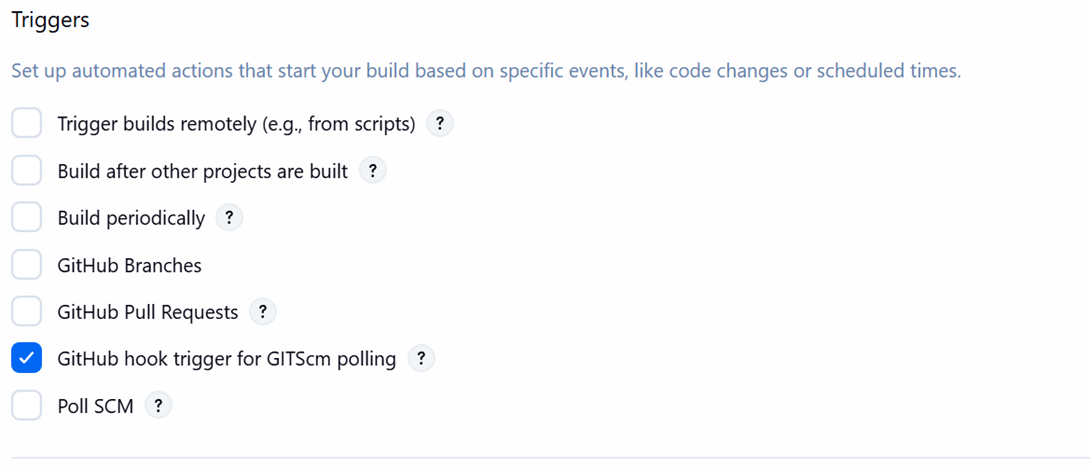 Triggers
Set up automated actions that start your build based on specific events, like code changes or scheduled times.
Trigger builds remotely (e.g., from scripts) ?
Build after other projects are built ?
Build periodically ?
GitHub Branches
GitHub Pull Requests ?
GitHub hook trigger for GITScm polling ?
Poll SCM ?